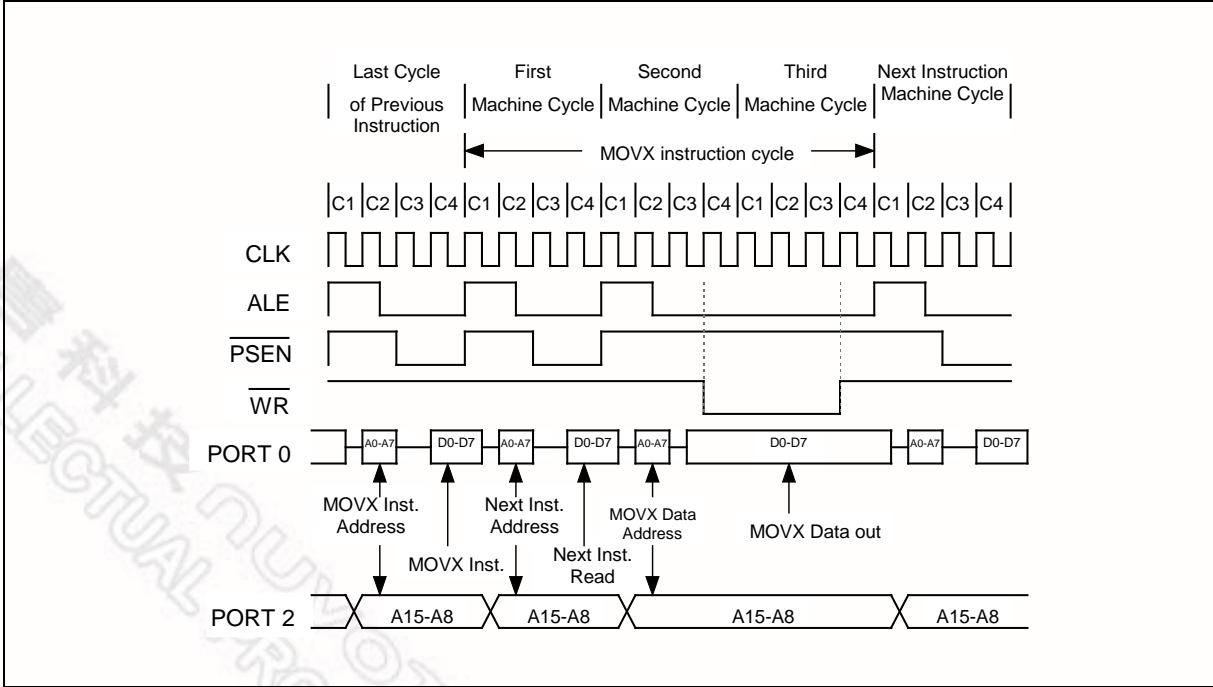 Last Cycle
of Previous
Instruction
First
Machine Cycle
Second
Machine Cycle
Third
Machine Cycle
Next Instruction
Machine Cycle
MOVX instruction cycle
C1 C2 C3 C4 C1 C2 C3 C4 C1 C2 C3 C4 C1 C2 C3 C4 C1 C2 C3 C4
CLK
ALE
PSEN
WR
PORT 0
A0-A7 D0-D7 A0-A7 D0-D7 A0-A7 D0-D7 A0-A7 D0-D7
MOVX Inst.
Address
MOVX Inst.
Next Inst.
Address
Next Inst.
Read
MOVX Data
Address
MOVX Data out
PORT 2
A15-A8 A15-A8 A15-A8 A15-A8
科技 nuvoT